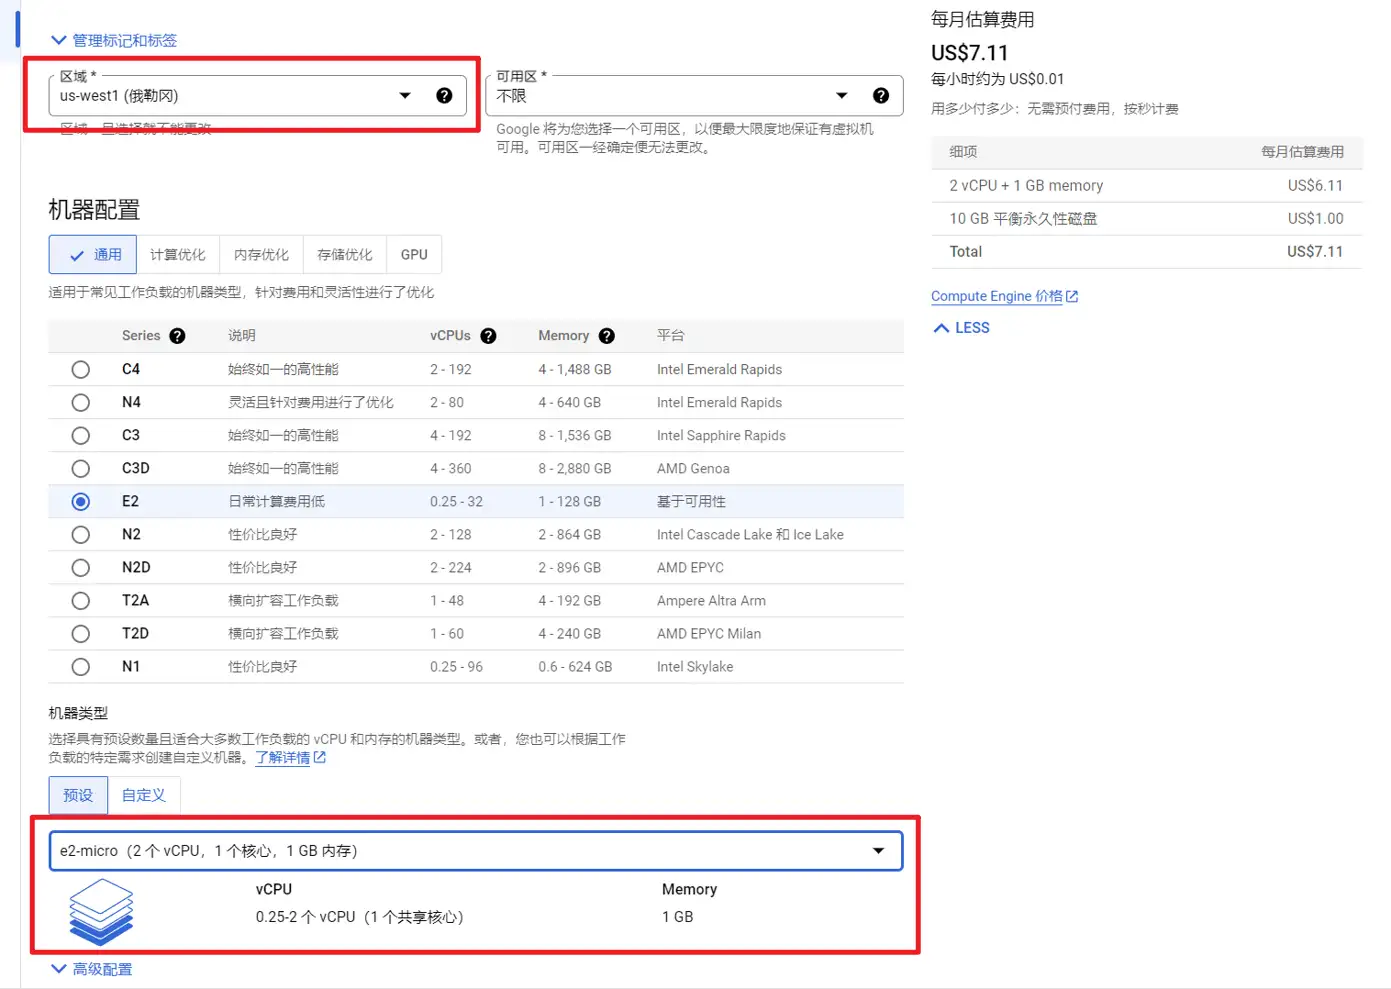 管理标记和标签
区域 *
us-west1 (俄勒冈)
区域一旦选择就不能更改
可用区 *
不限
Google 将为您选择一个可用区，以便最大限度地保证有虚拟机
可用。可用区一经确定便无法更改。
机器配置
通用
计算优化
内存优化
存储优化
GPU
适用于常见工作负载的机器类型，针对费用和灵活性进行了优化
Series 说明 vCPUs Memory 平台
C4 始终如一的高性能 2 - 192 4 - 1,488 GB Intel Emerald Rapids
N4 灵活且针对费用进行了优化 2 - 80 4 - 640 GB Intel Emerald Rapids
C3 始终如一的高性能 4 - 192 8 - 1,536 GB Intel Sapphire Rapids
C3D 始终如一的高性能 4 - 360 8 - 2,880 GB AMD Genoa
E2 日常计算费用低 0.25 - 32 1 - 128 GB 基于可用性
N2 性价比良好 2 - 128 2 - 864 GB Intel Cascade Lake 和 Ice Lake
N2D 性价比良好 2 - 224 2 - 896 GB AMD EPYC
T2A 横向扩容工作负载 1 - 48 4 - 192 GB Ampere Altra Arm
T2D 横向扩容工作负载 1 - 60 4 - 240 GB AMD EPYC Milan
N1 性价比良好 0.25 - 96 0.6 - 624 GB Intel Skylake
机器类型
选择具有预设数量且适合大多数工作负载的 vCPU 和内存的机器类型。或者，您也可以根据工作
负载的特定需求创建自定义机器。了解详情
预设
自定义
e2-micro（2 个 vCPU，1 个核心，1 GB 内存）
vCPU
0.25-2 个 vCPU（1 个共享核心）
Memory
1 GB
高级配置
每月估算费用
US$7.11
每小时约为 US$0.01
用多少付多少：无需预付费用，按秒计费
细项 每月估算费用
2 vCPU + 1 GB memory US$6.11
10 GB 平衡永久性磁盘 US$1.00
Total US$7.11
Compute Engine 价格
LESS